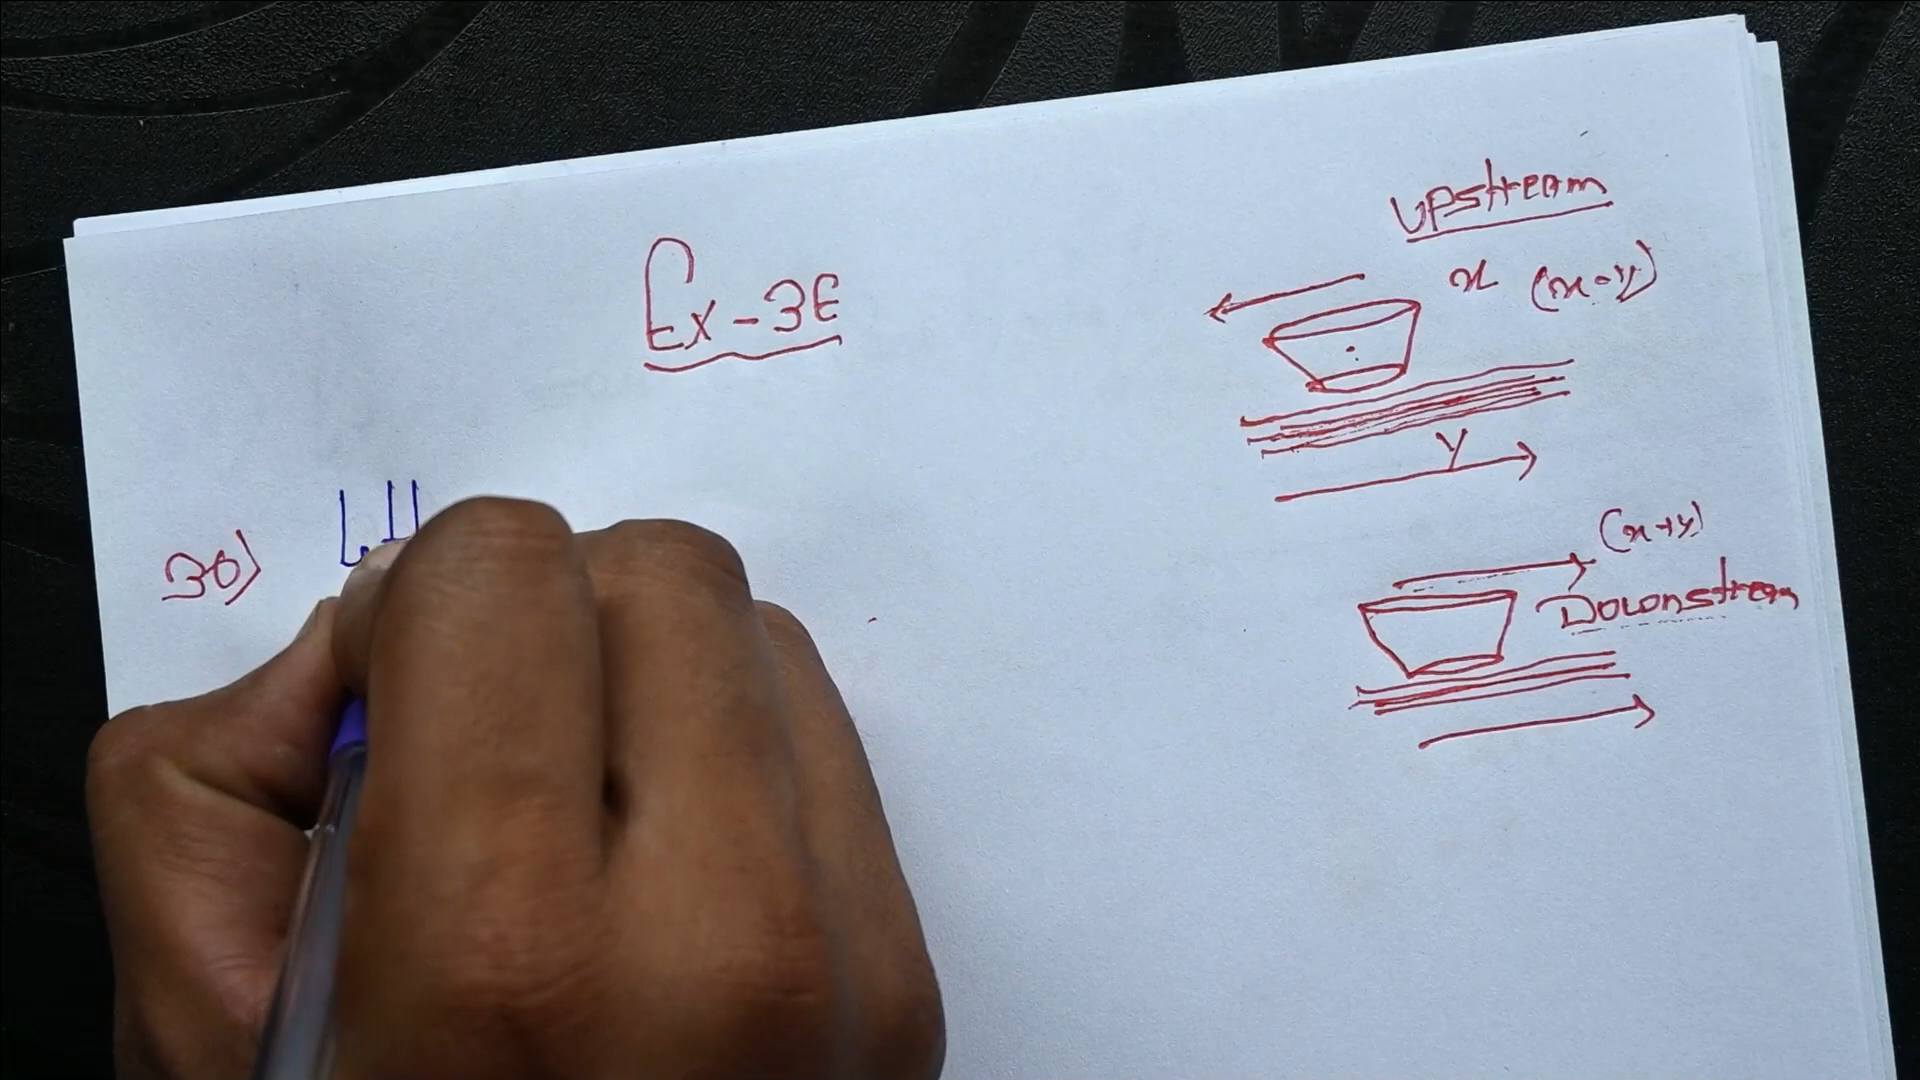 Ex-3E
30)
Upstream
x (x-y)
y
(x+y)
Downstream